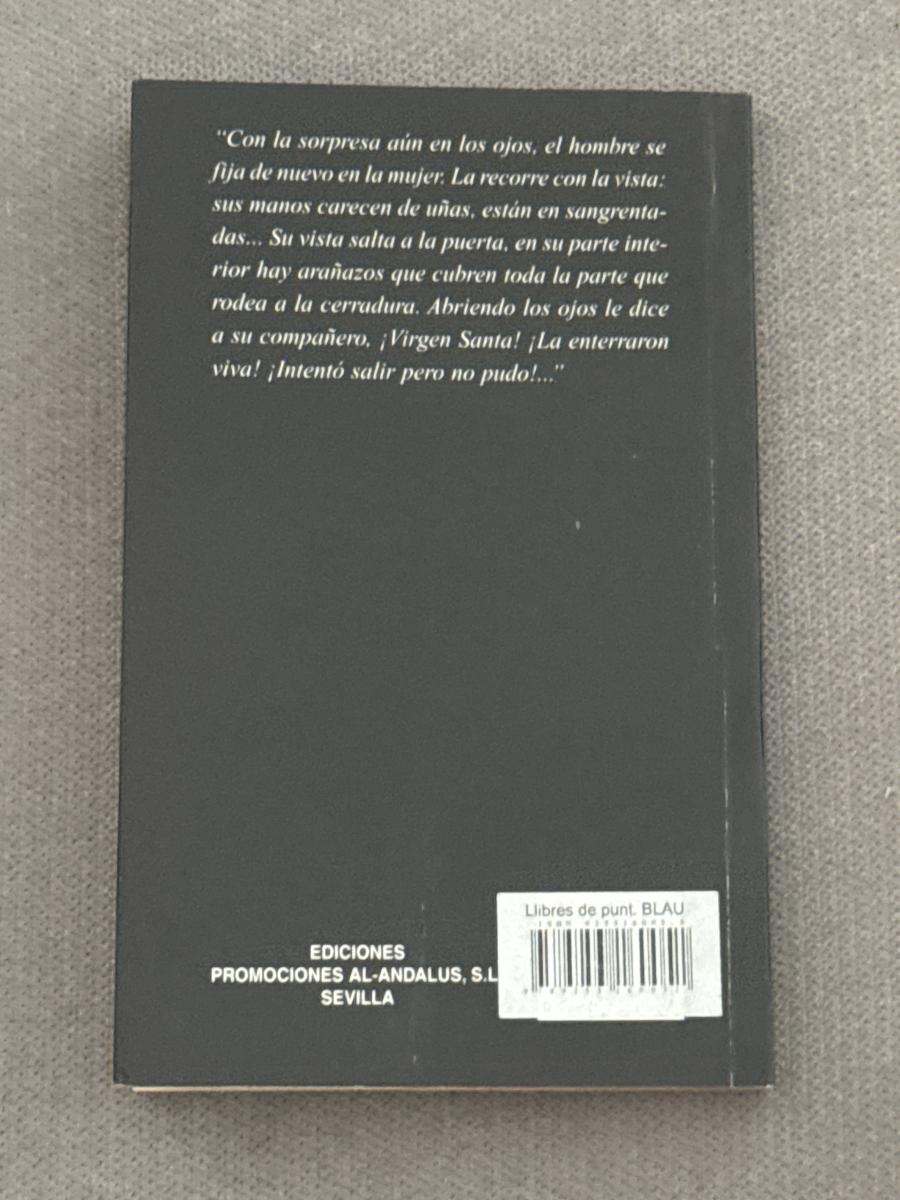 “Con la sorpresa aún en los ojos, el hombre se
fija de nuevo en la mujer. La recorre con la vista:
sus manos carecen de uñas, están en sangrenta-
das... Su vista salta a la puerta, en su parte inte-
rior hay arañazos que cubren toda la parte que
rodea a la cerradura. Abriendo los ojos le dice
a su compañero, ¡Virgen Santa! ¡La enterraron
viva! ¡Intentó salir pero no pudo!...”
EDICIONES
PROMOCIONES AL-ANDALUS, S.L
SEVILLA
Llibres de punt. BLAU
ISBN